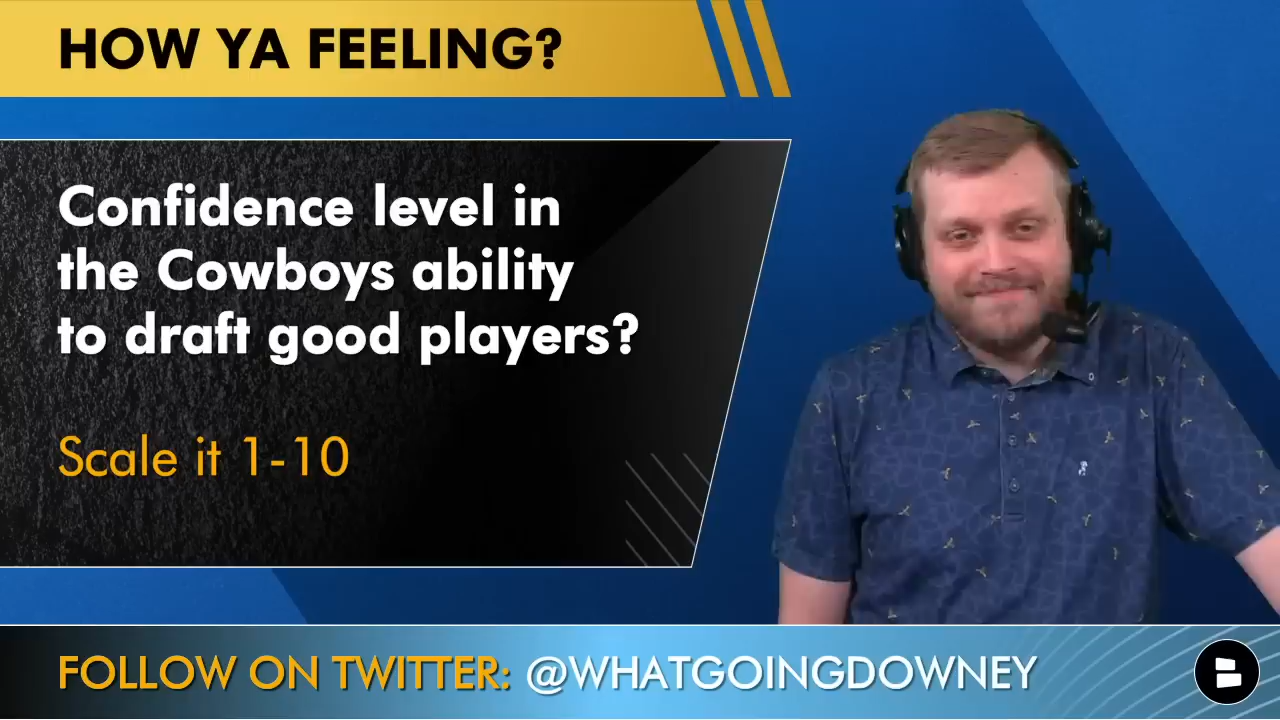 HOW YA FEELING?
Confidence level in
the Cowboys ability
to draft good players?
Scale it 1-10
FOLLOW ON TWITTER: @WHATGOINGDOWNEY